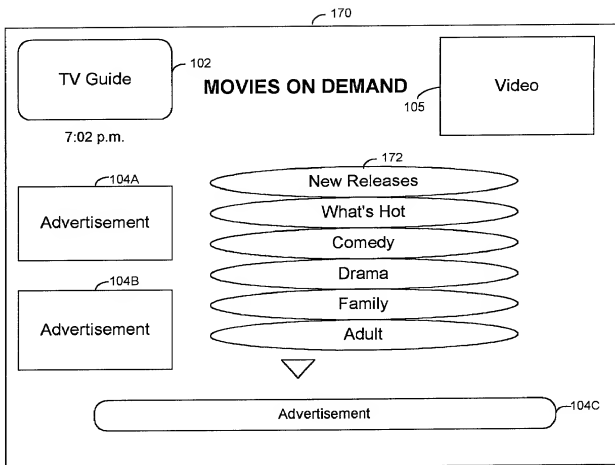 170
TV Guide
102
MOVIES ON DEMAND
105
Video
7:02 p.m.
104A
Advertisement
104B
Advertisement
172
New Releases
What's Hot
Comedy
Drama
Family
Adult
Advertisement
104C